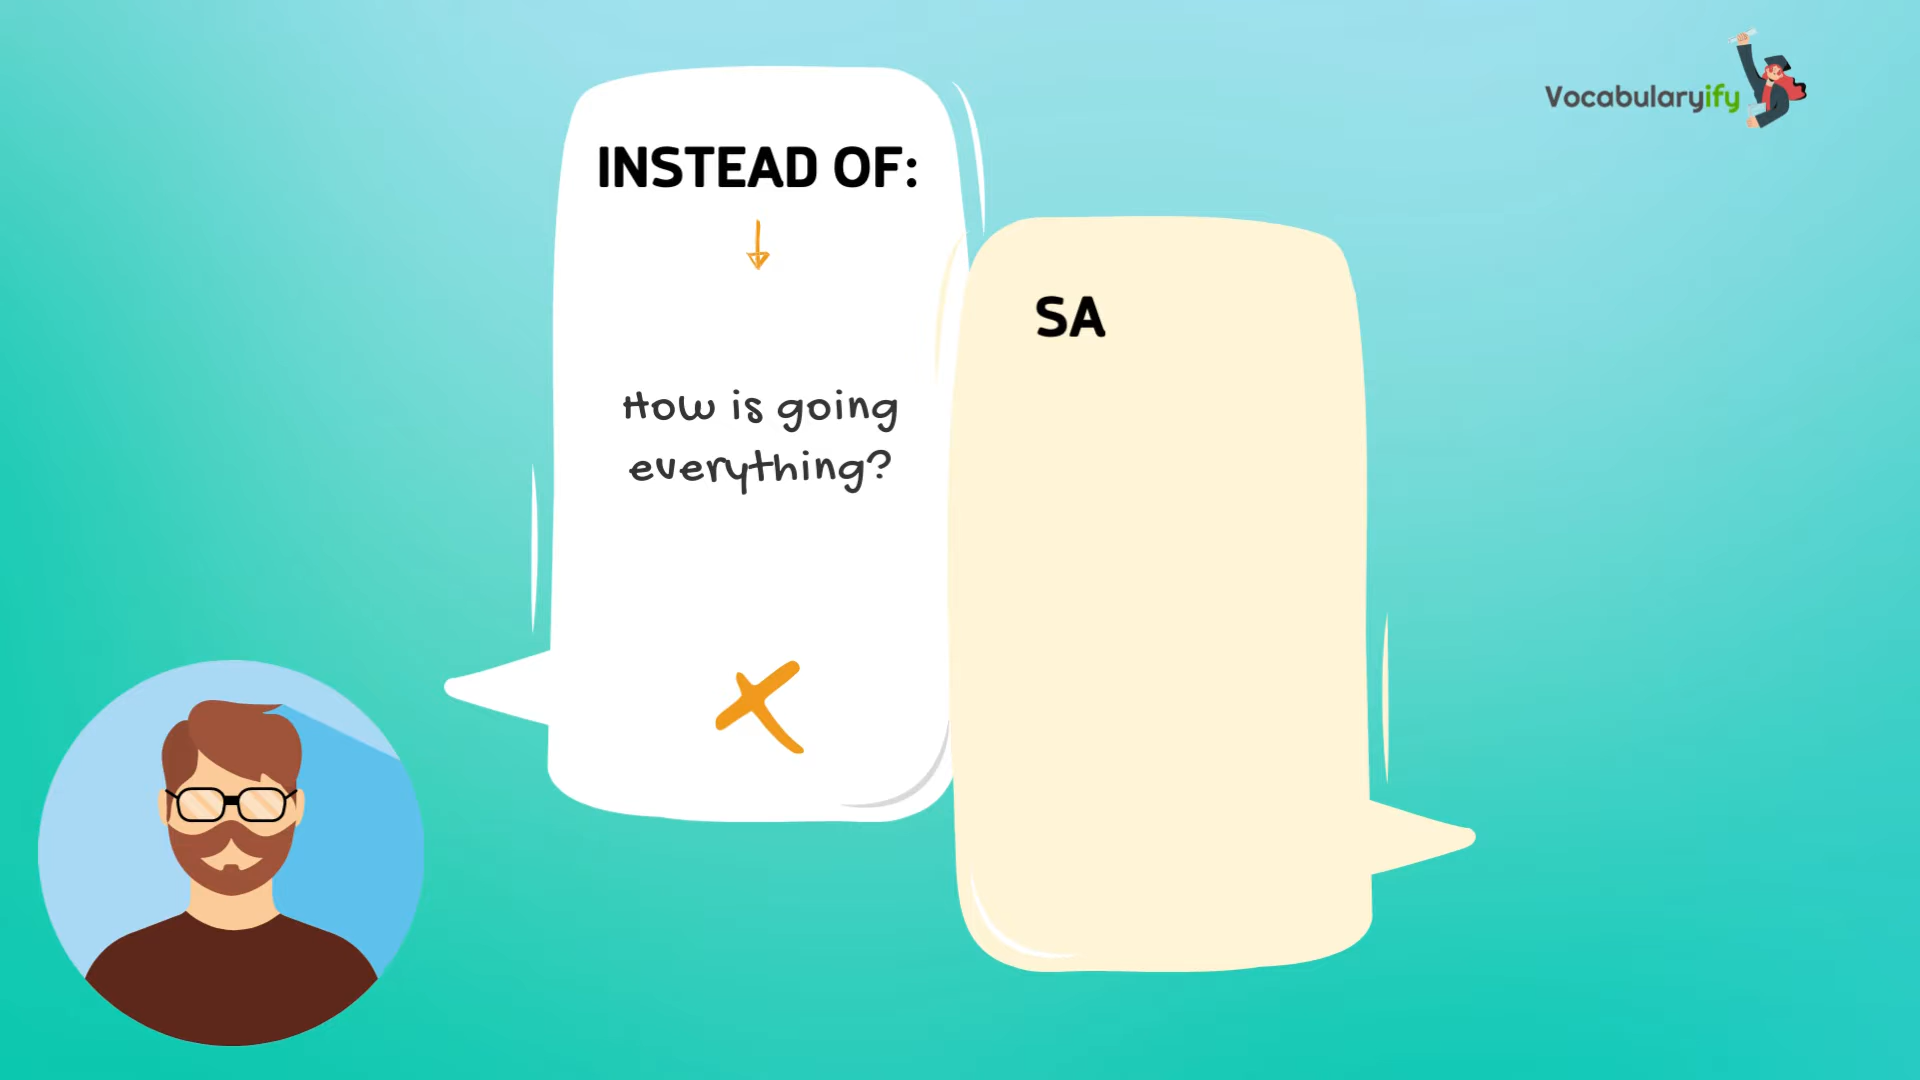 Vocabularyify
INSTEAD OF:
How is going
everything?
SA